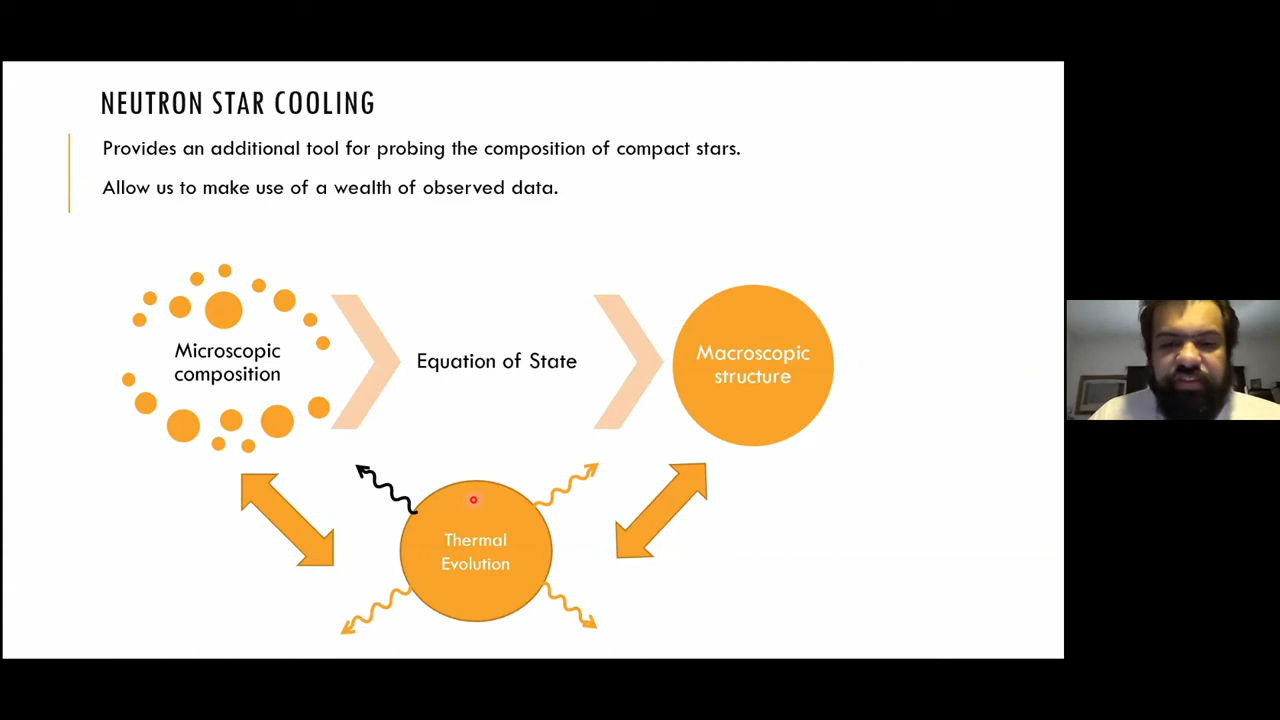 NEUTRON STAR COOLING
Provides an additional tool for probing the composition of compact stars.
Allow us to make use of a wealth of observed data.
Microscopic
composition
Equation of State
Macroscopic
structure
Thermal
Evolution